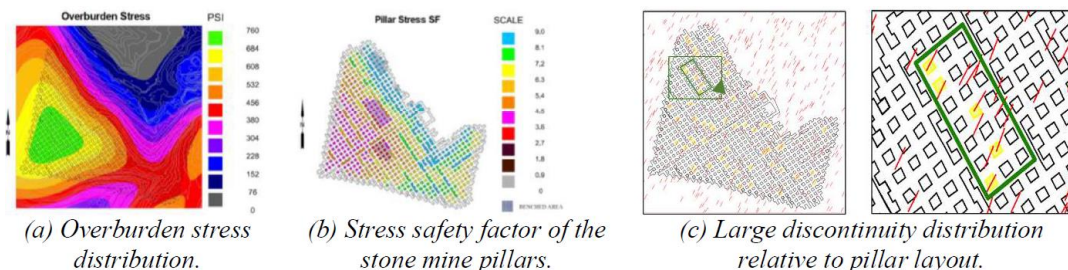 Overburden Stress
PSI
760
684
608
532
456
380
304
228
152
76
0
N
(a) Overburden stress
distribution.
Pillar Stress SF
SCALE
9.0
8.1
7.2
6.3
5.4
4.5
3.6
2.7
1.8
0.9
0
BENCHED AREA
N
(b) Stress safety factor of the
stone mine pillars.
(c) Large discontinuity distribution
relative to pillar layout.